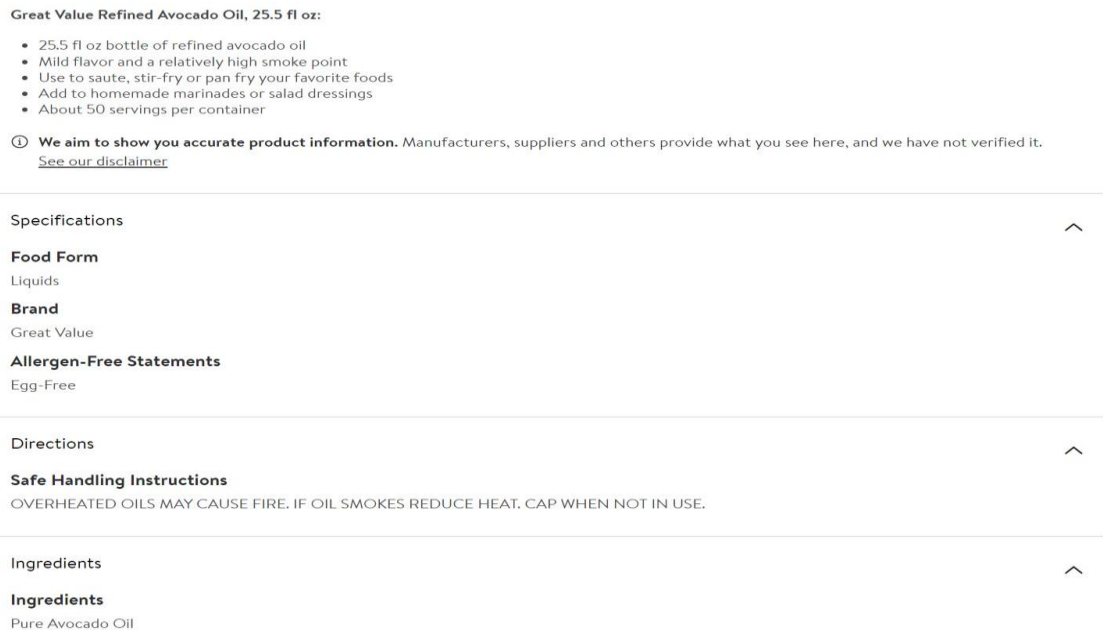 Great Value Refined Avocado Oil, 25.5 fl oz:
• 25.5 fl oz bottle of refined avocado oil
• Mild flavor and a relatively high smoke point
• Use to saute, stir-fry or pan fry your favorite foods
• Add to homemade marinades or salad dressings
• About 50 servings per container
We aim to show you accurate product information. Manufacturers, suppliers and others provide what you see here, and we have not verified it.
See our disclaimer
Specifications
Food Form
Liquids
Brand
Great Value
Allergen-Free Statements
Egg-Free
Directions
Safe Handling Instructions
OVERHEATED OILS MAY CAUSE FIRE. IF OIL SMOKES REDUCE HEAT. CAP WHEN NOT IN USE.
Ingredients
Ingredients
Pure Avocado Oil